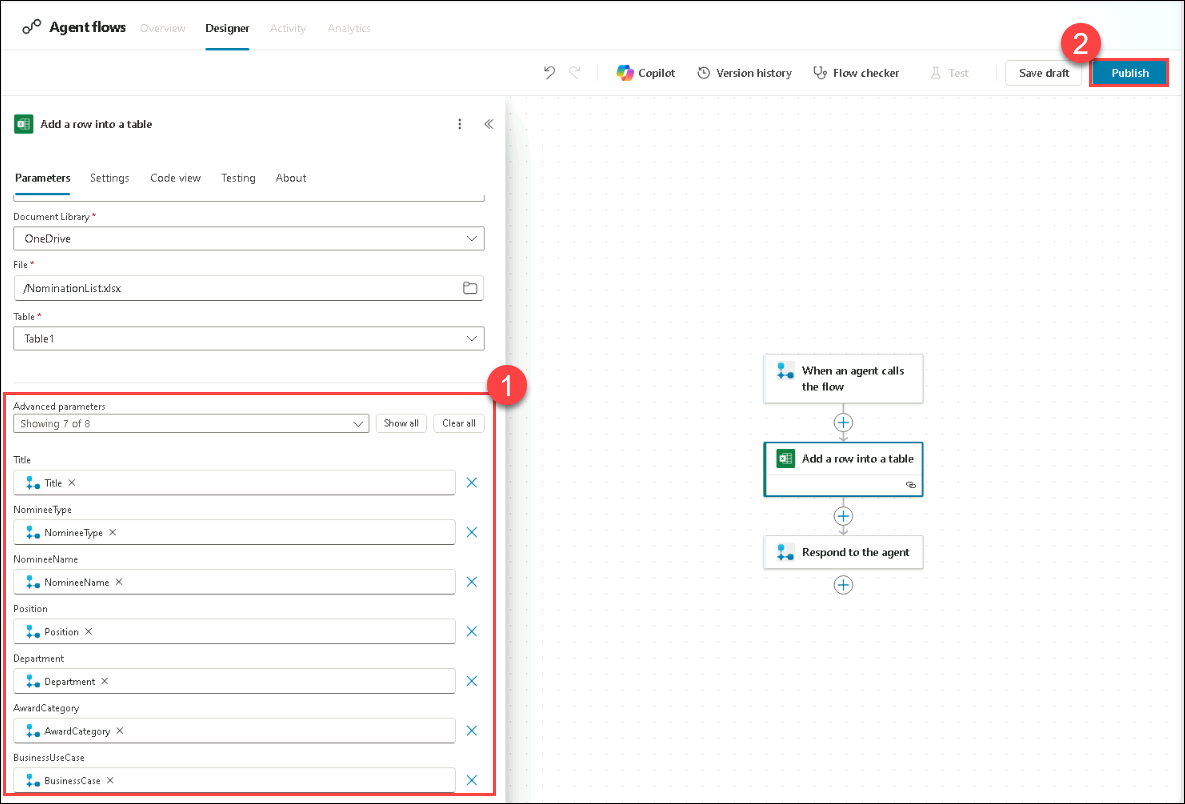 Agent flows Overview Designer Activity Analytics
2
Copilot Version history Flow checker Test Save draft Publish
Add a row into a table
Parameters Settings Code view Testing About
Document Library *
OneDrive
File *
/NominationList.xlsx
Table *
Table1
1
Advanced parameters
Showing 7 of 8 Show all Clear all
Title
Title
NomineeType
NomineeType
NomineeName
NomineeName
Position
Position
Department
Department
AwardCategory
AwardCategory
BusinessUseCase
BusinessCase
When an agent calls
the flow
Add a row into a table
Respond to the agent